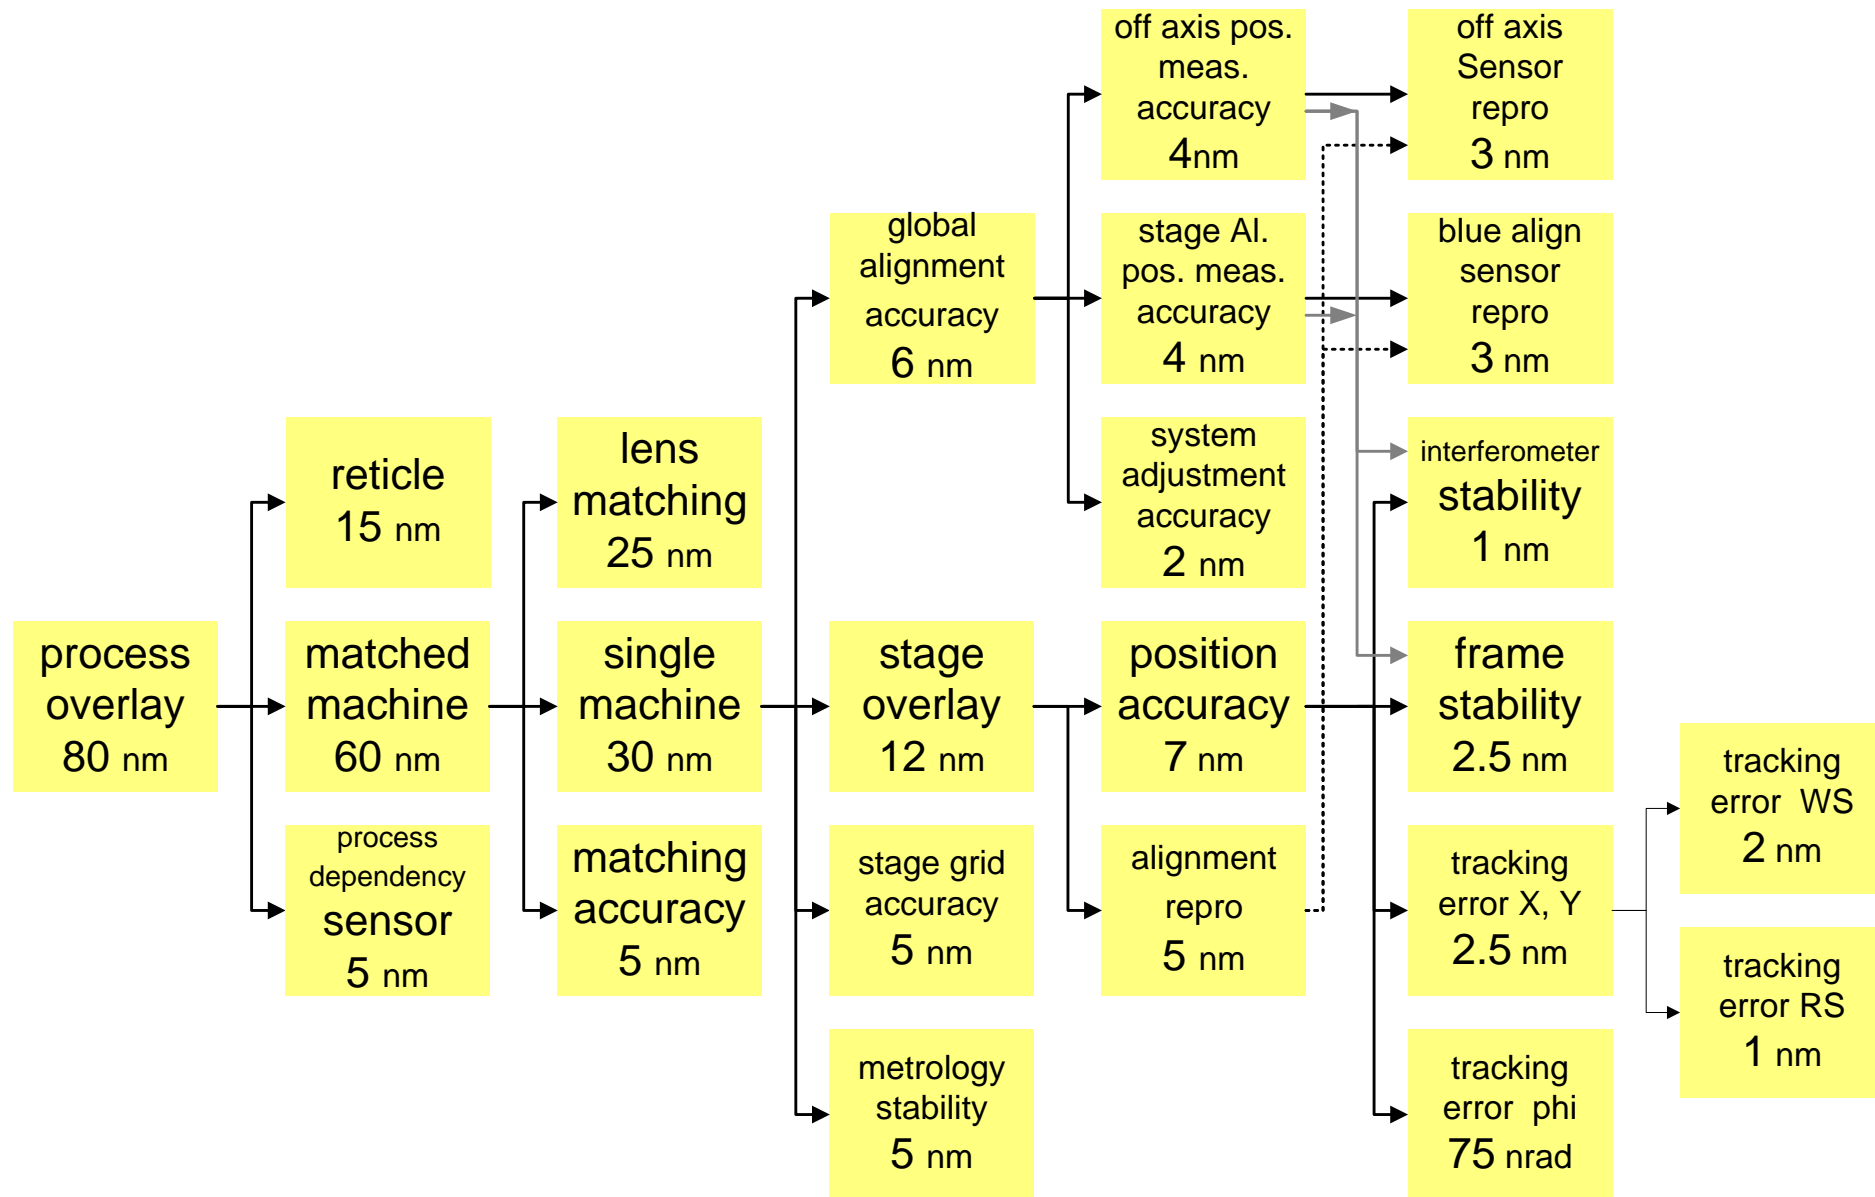 process
overlay
80 nm
reticle
15 nm
matched
machine
60 nm
process
dependency
sensor
5 nm
lens
matching
25 nm
single
machine
30 nm
matching
accuracy
5 nm
global
alignment
accuracy
6 nm
stage
overlay
12 nm
stage grid
accuracy
5 nm
metrology
stability
5 nm
off axis pos.
meas.
accuracy
4nm
stage Al.
pos. meas.
accuracy
4 nm
system
adjustment
accuracy
2 nm
position
accuracy
7 nm
alignment
repro
5 nm
off axis
Sensor
repro
3 nm
blue align
sensor
repro
3 nm
interferometer
stability
1 nm
frame
stability
2.5 nm
tracking
error X, Y
2.5 nm
tracking
error phi
75 nrad
tracking
error WS
2 nm
tracking
error RS
1 nm